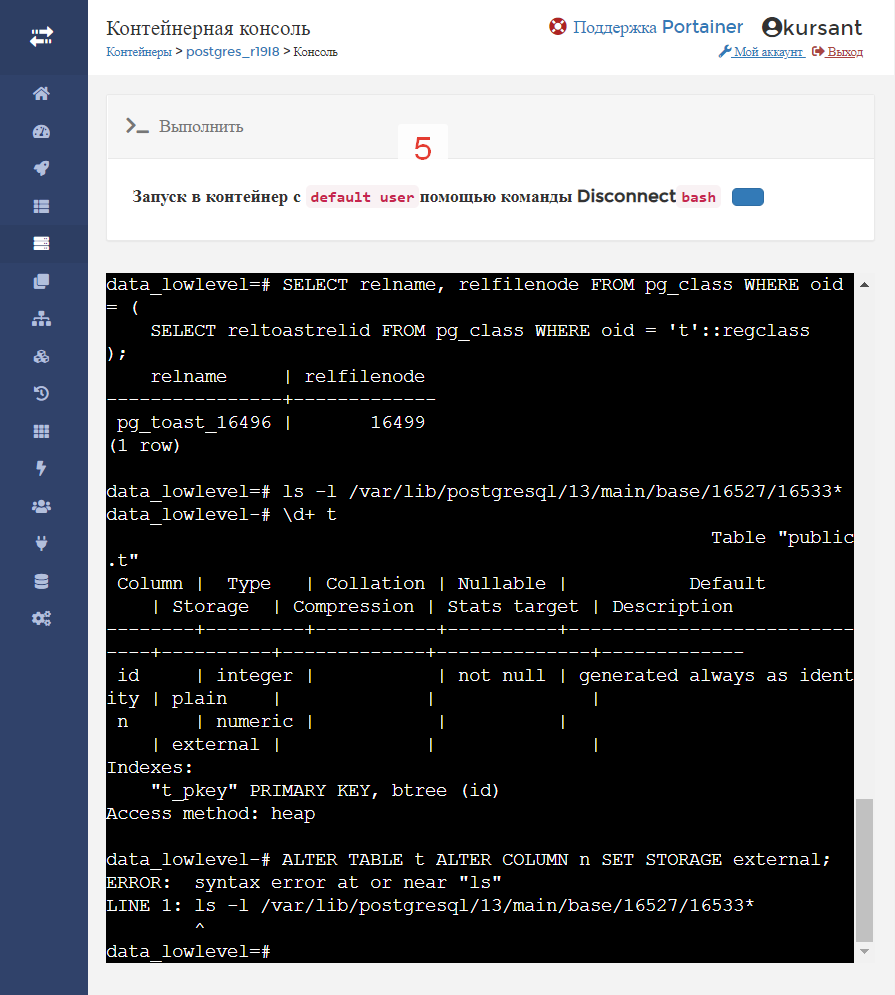 Контейнерная консоль
Контейнеры > postgres_r19l8 > Консоль
Поддержка Portainer
kursant
Мой аккаунт Выход
>_ Выполнить
5
Запуск в контейнер с default user помощью команды Disconnect bash
data_lowlevel=# SELECT relname, relfilenode FROM pg_class WHERE oid
= (
    SELECT reltoastrelid FROM pg_class WHERE oid = 't'::regclass
);
    relname     | relfilenode
----------------+-------------
 pg_toast_16496 |       16499
(1 row)
data_lowlevel=# ls -l /var/lib/postgresql/13/main/base/16527/16533*
data_lowlevel-# \d+ t
                                                       Table "public
.t"
 Column |  Type   | Collation | Nullable |           Default
    | Storage  | Compression | Stats target | Description
--------+---------+-----------+----------+--------------------------
----+----------+-------------+--------------+-------------
 id     | integer |           | not null | generated always as ident
ity | plain    |             |              |
 n      | numeric |           |          |
    | external |             |              |
Indexes:
    "t_pkey" PRIMARY KEY, btree (id)
Access method: heap
data_lowlevel-# ALTER TABLE t ALTER COLUMN n SET STORAGE external;
ERROR:  syntax error at or near "ls"
LINE 1: ls -l /var/lib/postgresql/13/main/base/16527/16533*
        ^
data_lowlevel=#